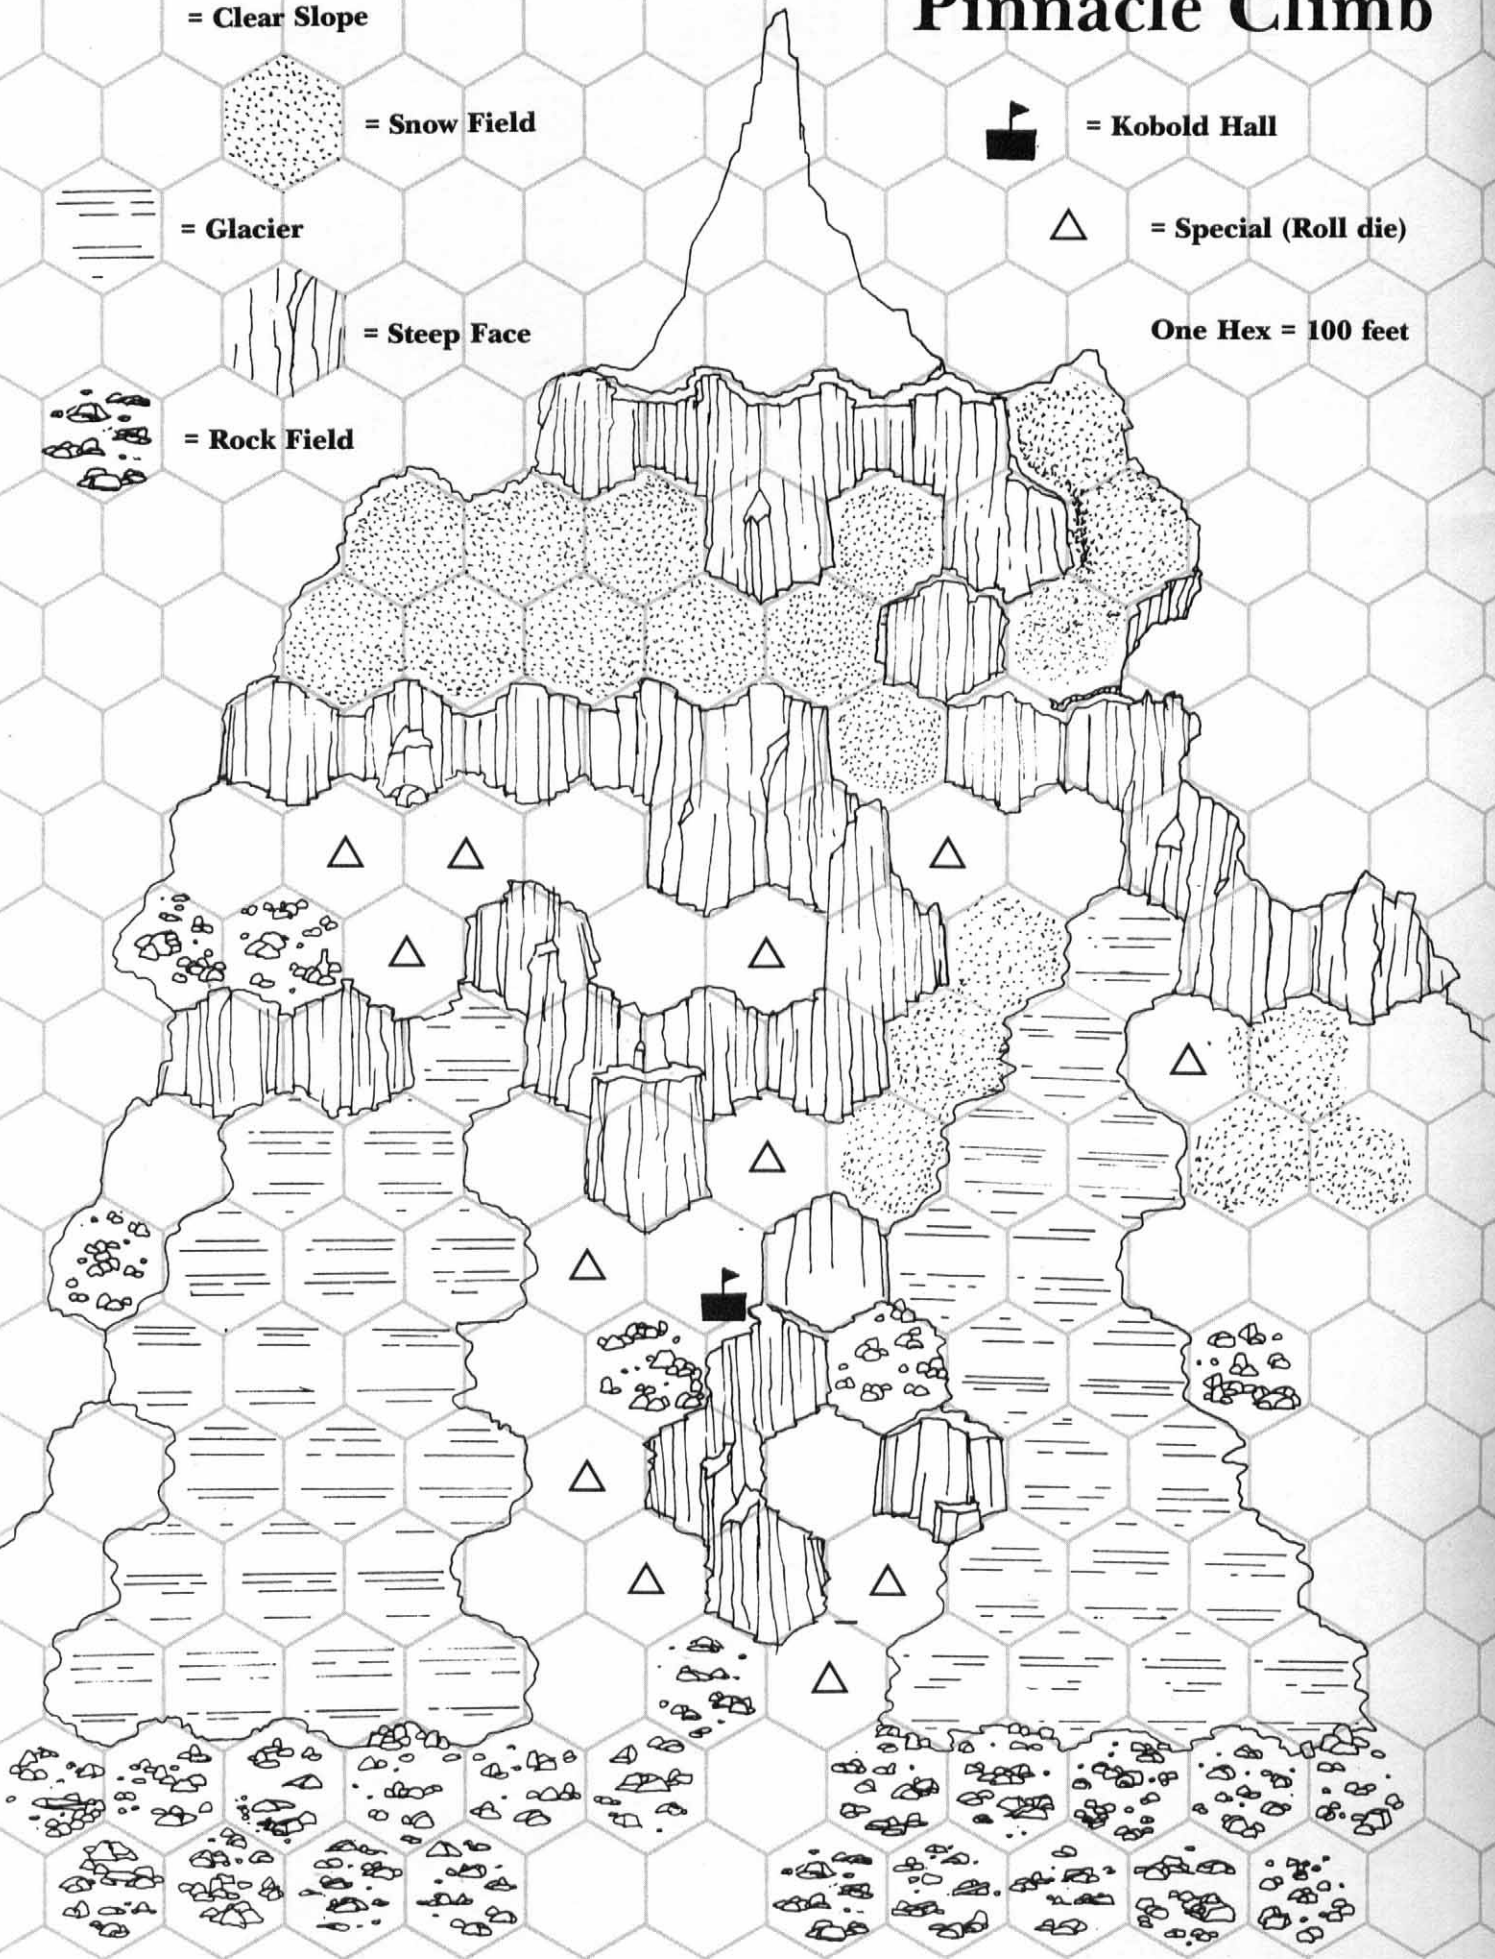 Pinnacle Climb
= Clear Slope
= Snow Field
= Kobold Hall
= Glacier
= Special (Roll die)
= Steep Face
One Hex = 100 feet
= Rock Field